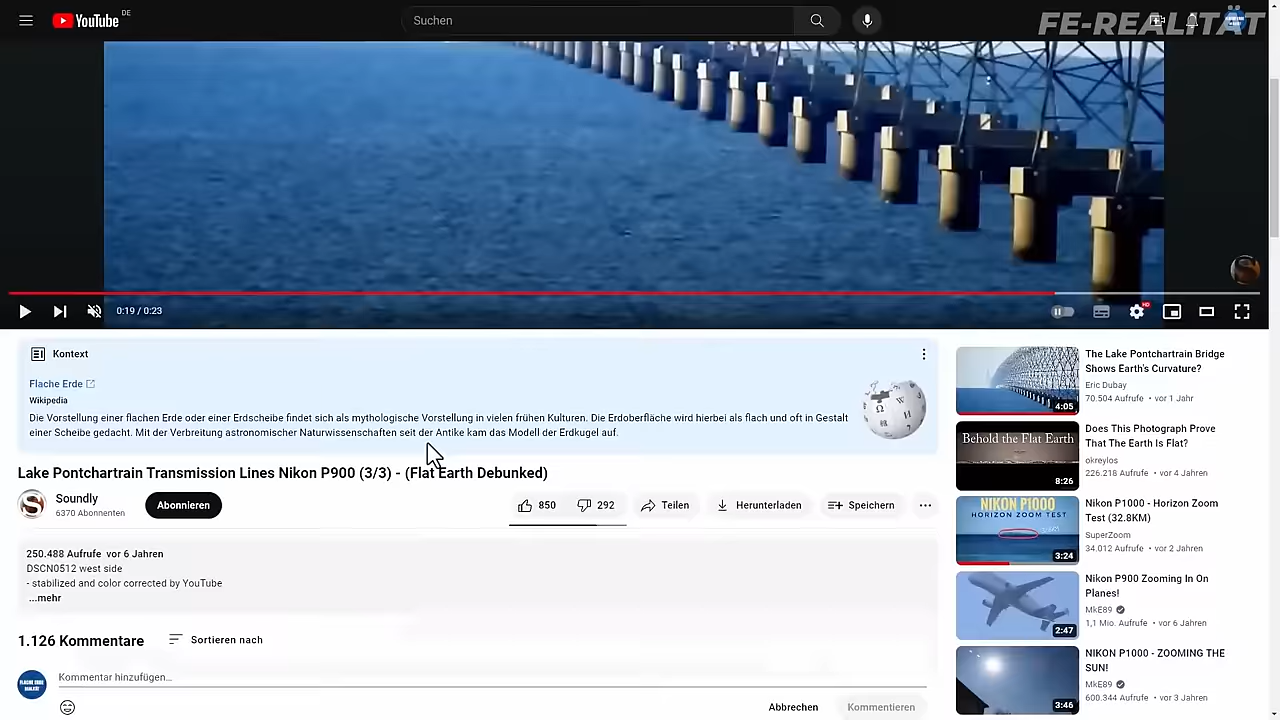 YouTube DE
Suchen
FE-REALITÄT
0:19 / 0:23
HD
Kontext
Flache Erde
Wikipedia
Die Vorstellung einer flachen Erde oder einer Erdscheibe findet sich als kosmologische Vorstellung in vielen frühen Kulturen. Die Erdoberfläche wird hierbei als flach und oft in Gestalt
einer Scheibe gedacht. Mit der Verbreitung astronomischer Naturwissenschaften seit der Antike kam das Modell der Erdkugel auf.
Lake Pontchartrain Transmission Lines Nikon P900 (3/3) - (Flat Earth Debunked)
Soundly
6370 Abonnenten
Abonnieren
850
292
Teilen
Herunterladen
Speichern
250.488 Aufrufe vor 6 Jahren
DSCN0512 west side
- stabilized and color corrected by YouTube
...mehr
1.126 Kommentare
Sortieren nach
FLACHE ERDE
REALITÄT
Kommentar hinzufügen...
Abbrechen
Kommentieren
4:05
The Lake Pontchartrain Bridge
Shows Earth's Curvature?
Eric Dubay
70.504 Aufrufe • vor 1 Jahr
Behold the Flat Earth
8:26
Does This Photograph Prove
That The Earth Is Flat?
okreylos
226.218 Aufrufe • vor 4 Jahren
NIKON P1000
HORIZON ZOOM TEST
3:24
Nikon P1000 - Horizon Zoom
Test (32.8KM)
SuperZoom
34.012 Aufrufe • vor 2 Jahren
2:47
Nikon P900 Zooming In On
Planes!
MkE89
1,1 Mio. Aufrufe • vor 6 Jahren
3:46
NIKON P1000 - ZOOMING THE
SUN!
MkE89
600.344 Aufrufe • vor 3 Jahren